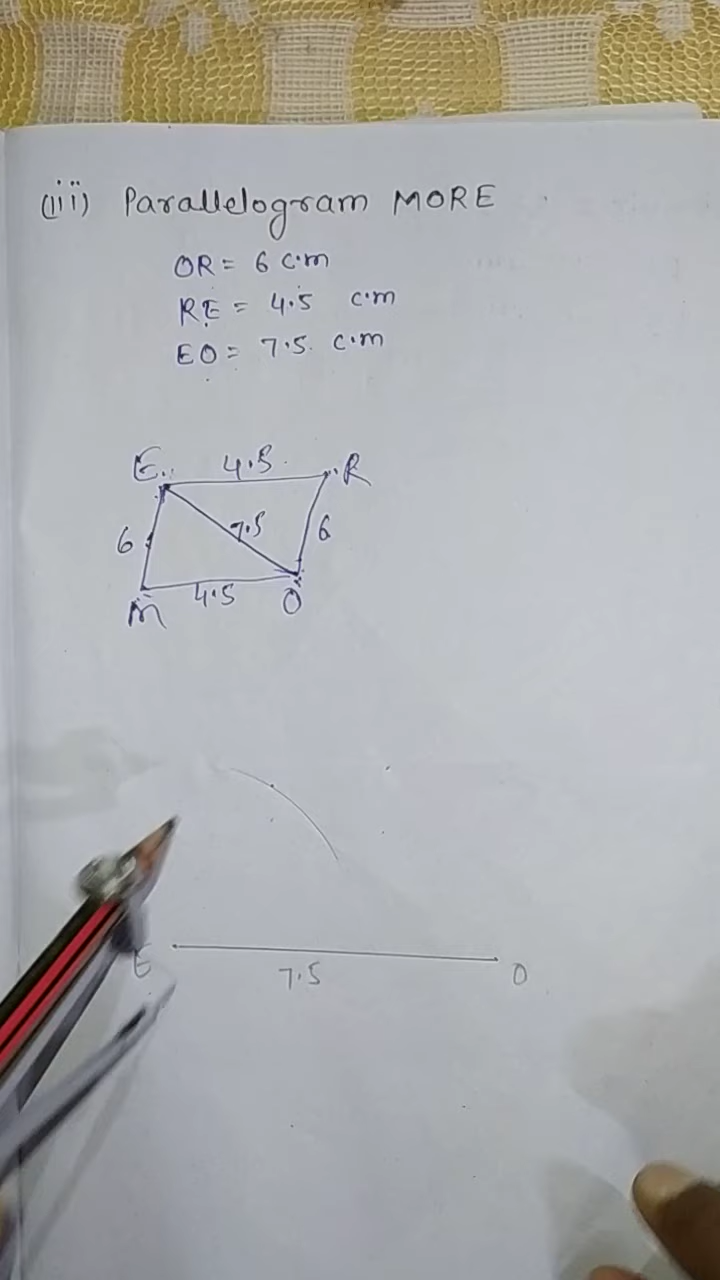 (iii) Parallelogram MORE
OR = 6 c.m
RE = 4.5 c.m
EO = 7.5. c.m
E 4.5 R
6 7.5 6
M 4.5 O
E 7.5 O